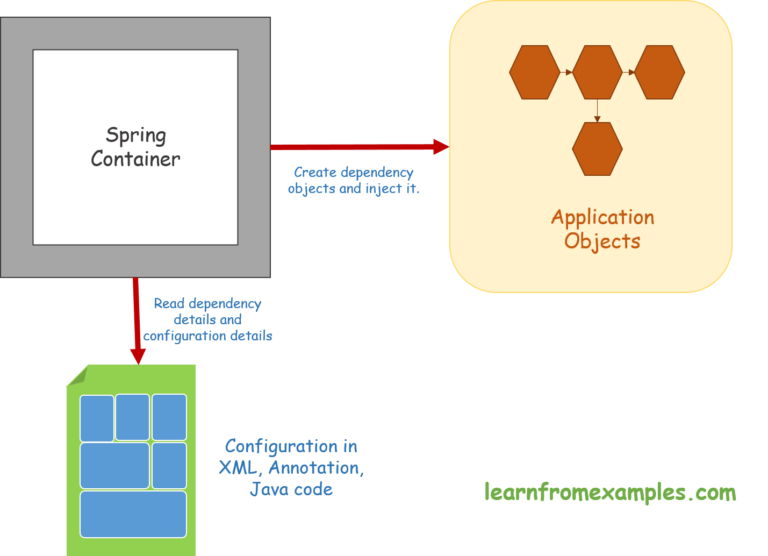 Spring
Container
Create dependency
objects and inject it.
Application
Objects
Read dependency
details and
configuration details
Configuration in
XML, Annotation,
Java code
learnfromexamples.com